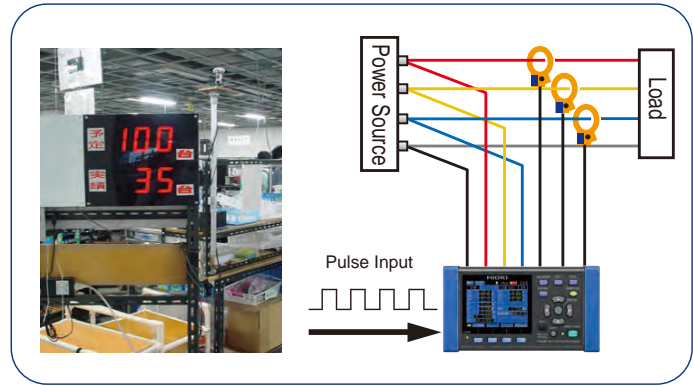 予定
100
台
実績
35
台
Power Source
Load
Pulse Input
HIOKI